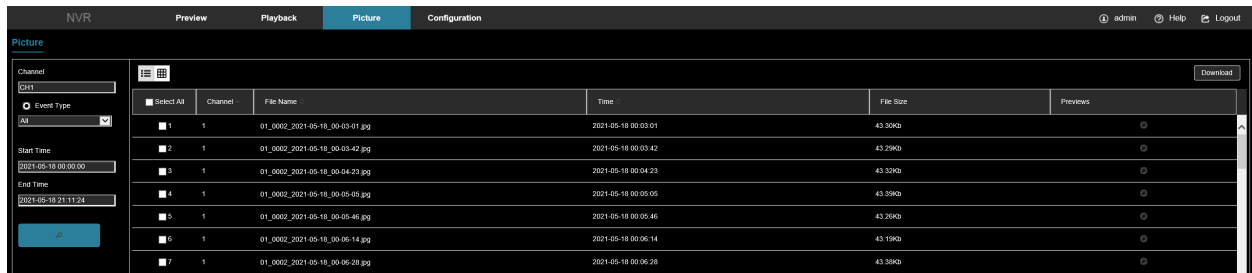 NVR Preview Playback Picture Configuration admin Help Logout
Picture
Channel
CH1
Event Type
All
Start Time
2021-05-18 00:00:00
End Time
2021-05-18 21:11:24
Download
Select All Channel File Name Time File Size Previews
1 1 01_0002_2021-05-18_00-03-01.jpg 2021-05-18 00:03:01 43.30Kb
2 1 01_0002_2021-05-18_00-03-42.jpg 2021-05-18 00:03:42 43.29Kb
3 1 01_0002_2021-05-18_00-04-23.jpg 2021-05-18 00:04:23 43.32Kb
4 1 01_0002_2021-05-18_00-05-05.jpg 2021-05-18 00:05:05 43.39Kb
5 1 01_0002_2021-05-18_00-05-46.jpg 2021-05-18 00:05:46 43.26Kb
6 1 01_0002_2021-05-18_00-06-14.jpg 2021-05-18 00:06:14 43.19Kb
7 1 01_0002_2021-05-18_00-06-28.jpg 2021-05-18 00:06:28 43.38Kb